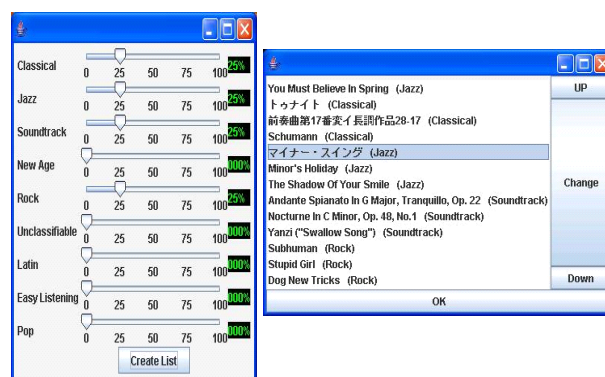 Classical 0 25 50 75 100 25%
Jazz 0 25 50 75 100 25%
Soundtrack 0 25 50 75 100 25%
New Age 0 25 50 75 100 000%
Rock 0 25 50 75 100 25%
Unclassifiable 0 25 50 75 100 000%
Latin 0 25 50 75 100 000%
Easy Listening 0 25 50 75 100 000%
Pop 0 25 50 75 100 000%
Create List
You Must Believe In Spring (Jazz)
トゥナイト (Classical)
前奏曲第17番変イ長調作品28-17 (Classical)
Schumann (Classical)
マイナー・スイング (Jazz)
Minor's Holiday (Jazz)
The Shadow Of Your Smile (Jazz)
Andante Spianato In G Major, Tranquillo, Op. 22 (Soundtrack)
Nocturne In C Minor, Op. 48, No.1 (Soundtrack)
Yanzi ("Swallow Song") (Soundtrack)
Subhuman (Rock)
Stupid Girl (Rock)
Dog New Tricks (Rock)
UP
Change
Down
OK